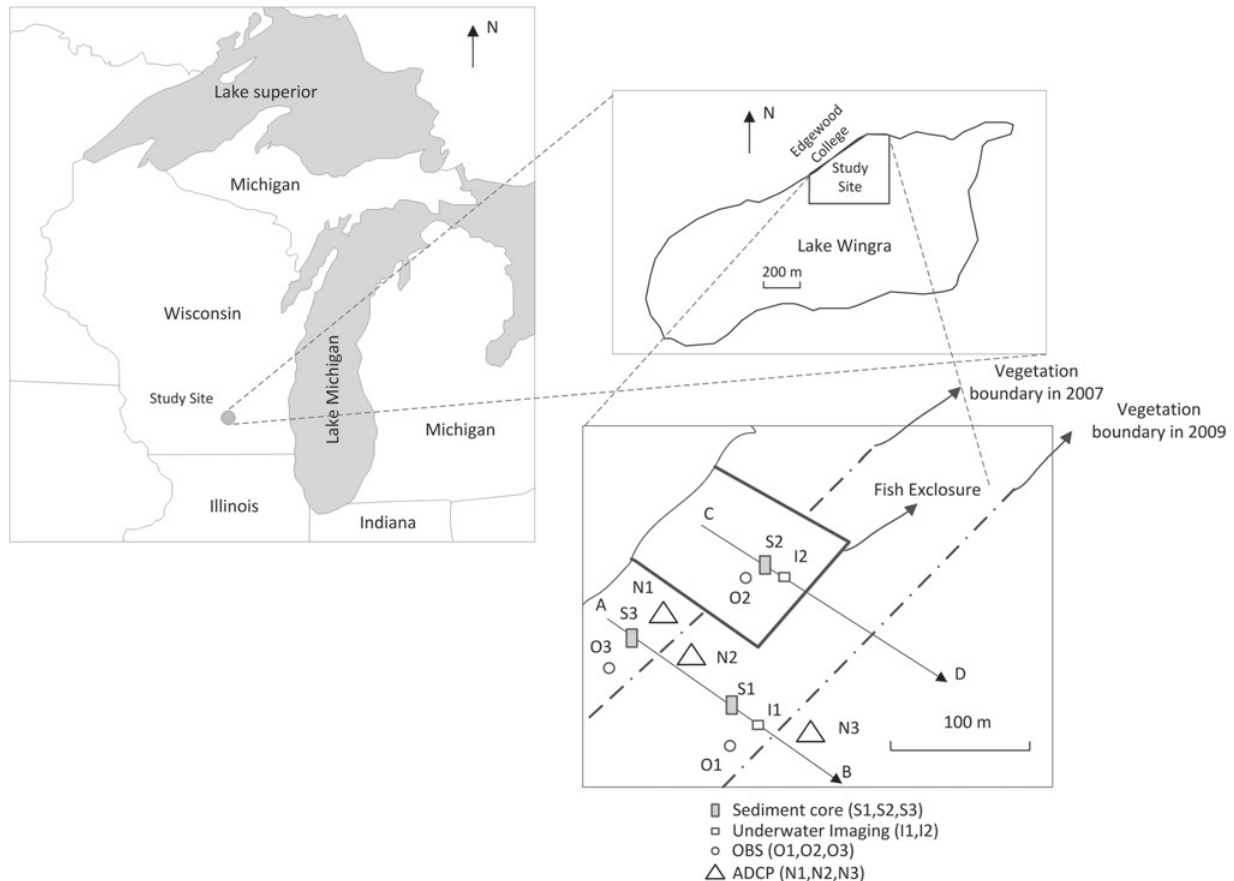 N
Lake superior
Michigan
Wisconsin
Study Site
Lake Michigan
Michigan
Illinois
Indiana
N
Edgewood
College
Study
Site
Lake Wingra
200 m
Vegetation
boundary in 2007
Vegetation
boundary in 2009
Fish Exclosure
C
S2
I2
O2
N1
A
S3
O3
N2
S1
I1
D
N3
O1
B
100 m
Sediment core (S1,S2,S3)
Underwater Imaging (I1,I2)
OBS (O1,O2,O3)
ADCP (N1,N2,N3)